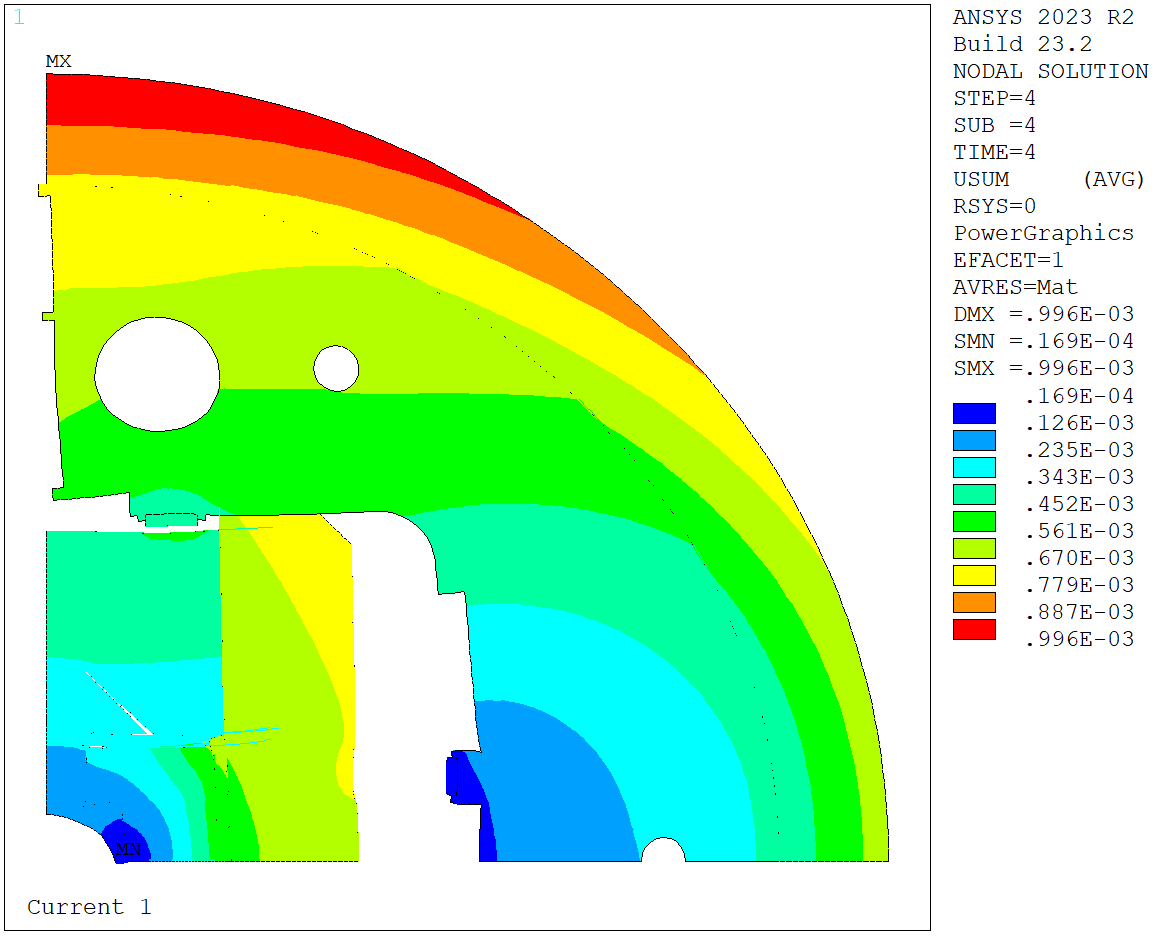 1
MX
MN
Current 1
ANSYS 2023 R2
Build 23.2
NODAL SOLUTION
STEP=4
SUB =4
TIME=4
USUM (AVG)
RSYS=0
PowerGraphics
EFACET=1
AVRES=Mat
DMX =.996E-03
SMN =.169E-04
SMX =.996E-03
.169E-04
.126E-03
.235E-03
.343E-03
.452E-03
.561E-03
.670E-03
.779E-03
.887E-03
.996E-03